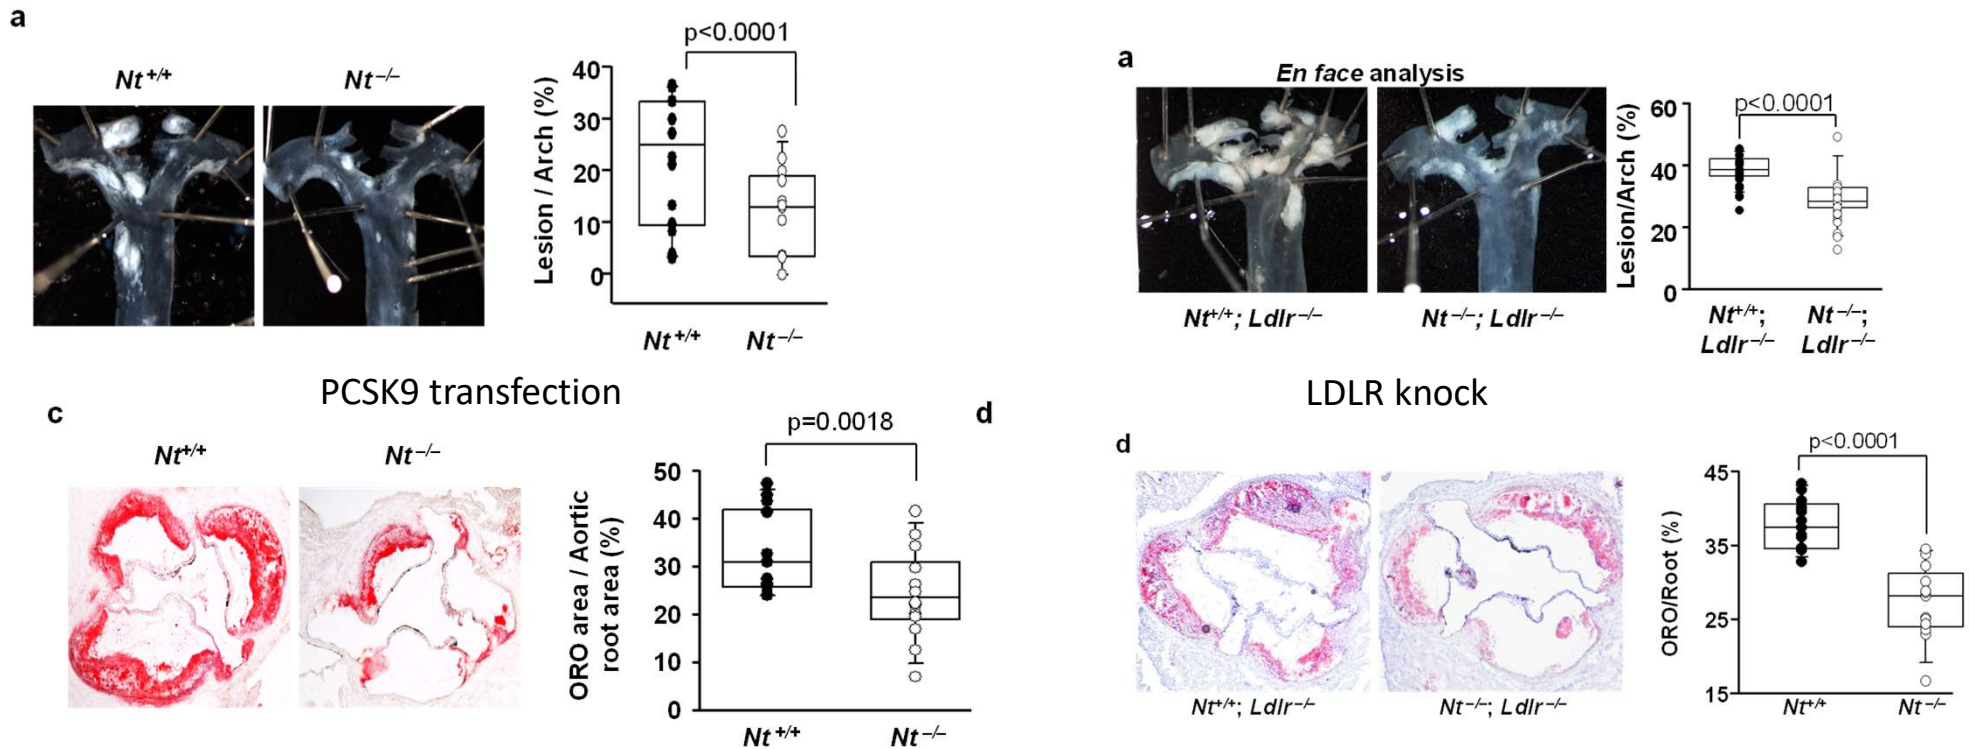 a
Nt+/+
Nt−/−
p<0.0001
Lesion / Arch (%)
40
30
20
10
0
Nt+/+
Nt−/−
a
En face analysis
Nt+/+; Ldlr−/−
Nt−/−; Ldlr−/−
p<0.0001
Lesion/Arch (%)
60
40
20
0
Nt+/+;
Ldlr−/−
Nt−/−;
Ldlr−/−
PCSK9 transfection
LDLR knock
c
Nt+/+
Nt−/−
p=0.0018
ORO area / Aortic
root area (%)
50
40
30
20
10
0
Nt+/+
Nt−/−
d
d
Nt+/+; Ldlr−/−
Nt−/−; Ldlr−/−
p<0.0001
ORO/Root (%)
45
35
25
15
Nt+/+
Nt−/−